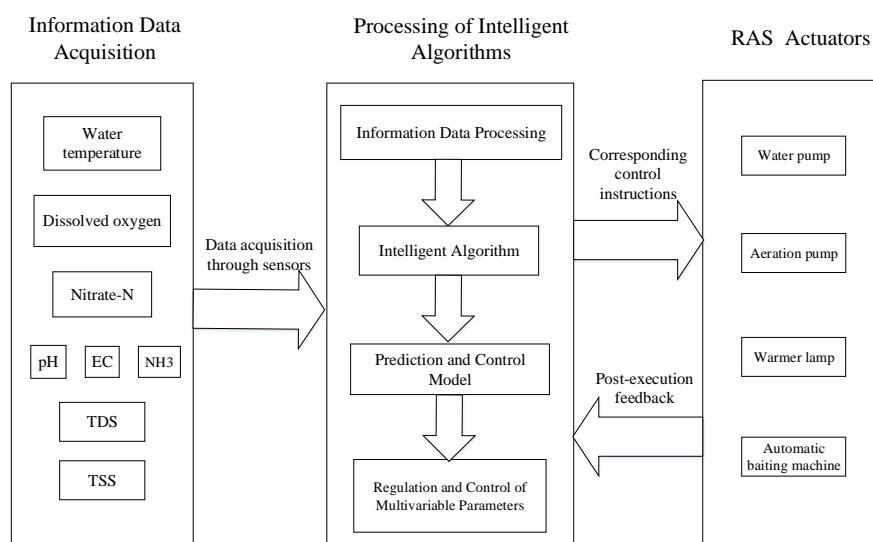 Information Data
Acquisition
Water
temperature
Dissolved oxygen
Nitrate-N
pH
EC
NH3
TDS
TSS
Data acquisition
through sensors
Processing of Intelligent
Algorithms
Information Data Processing
Intelligent Algorithm
Prediction and Control
Model
Regulation and Control of
Multivariable Parameters
Corresponding
control
instructions
Post-execution
feedback
RAS Actuators
Water pump
Aeration pump
Warmer lamp
Automatic
baiting machine